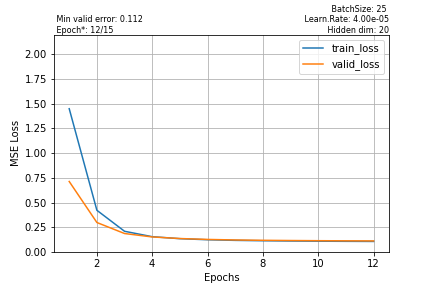 BatchSize: 25
Min valid error: 0.112
Learn.Rate: 4.00e-05
Epoch*: 12/15
Hidden dim: 20
train_loss
valid_loss
2.00
1.75
1.50
1.25
1.00
0.75
0.50
0.25
0.00
MSE Loss
2 4 6 8 10 12
Epochs